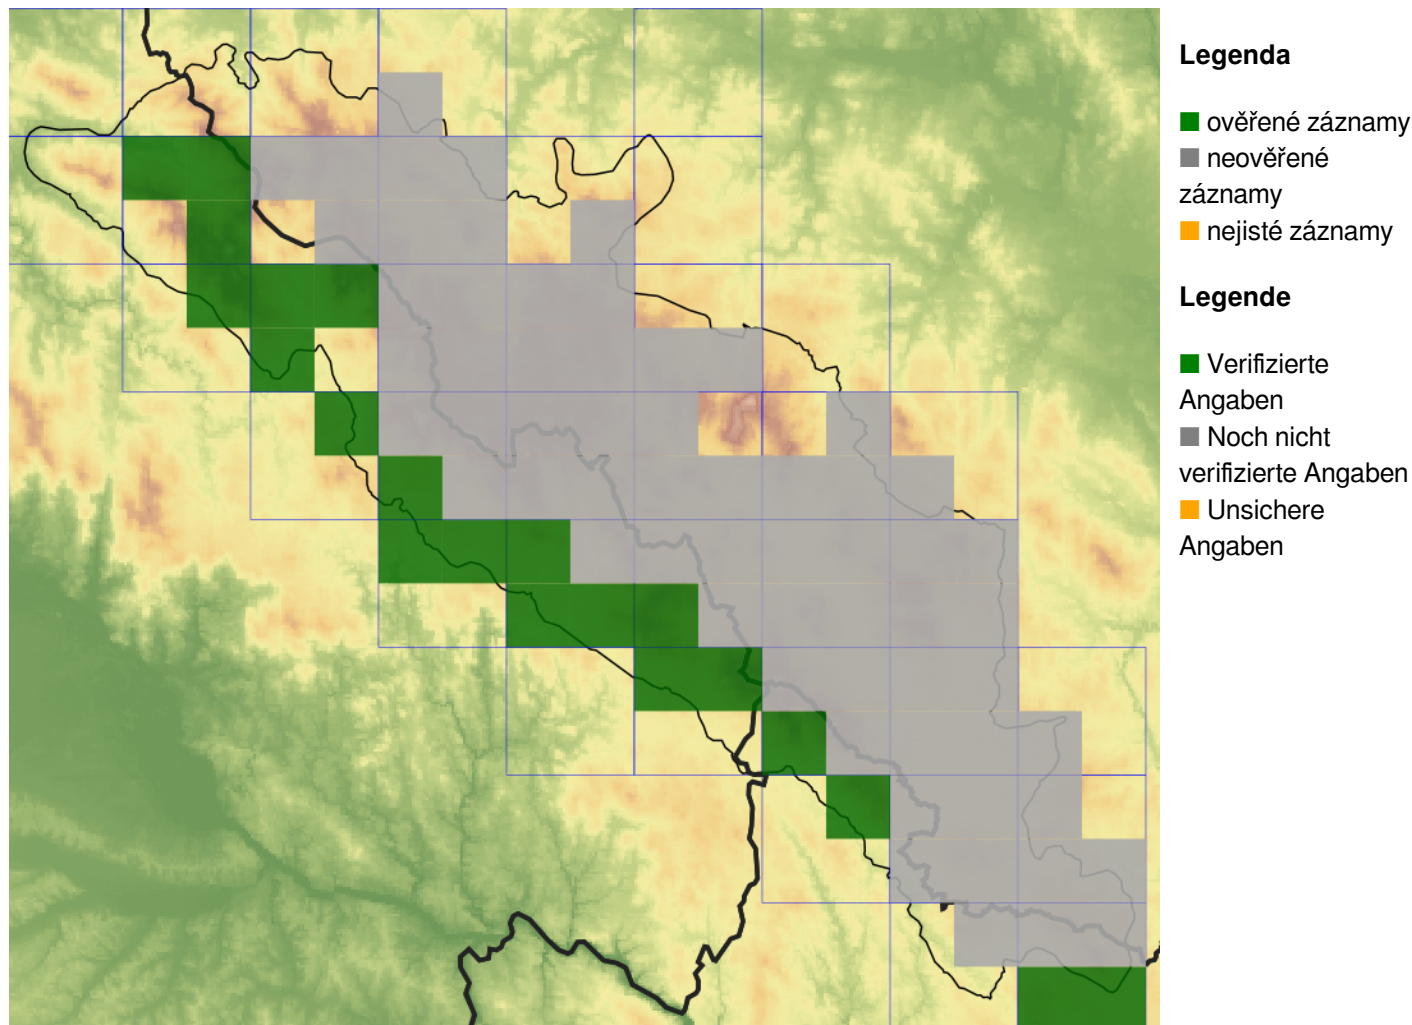 Legenda
ověřené záznamy
neověřené
záznamy
nejisté záznamy
Legende
Verifizierte
Angaben
Noch nicht
verifizierte Angaben
Unsichere
Angaben